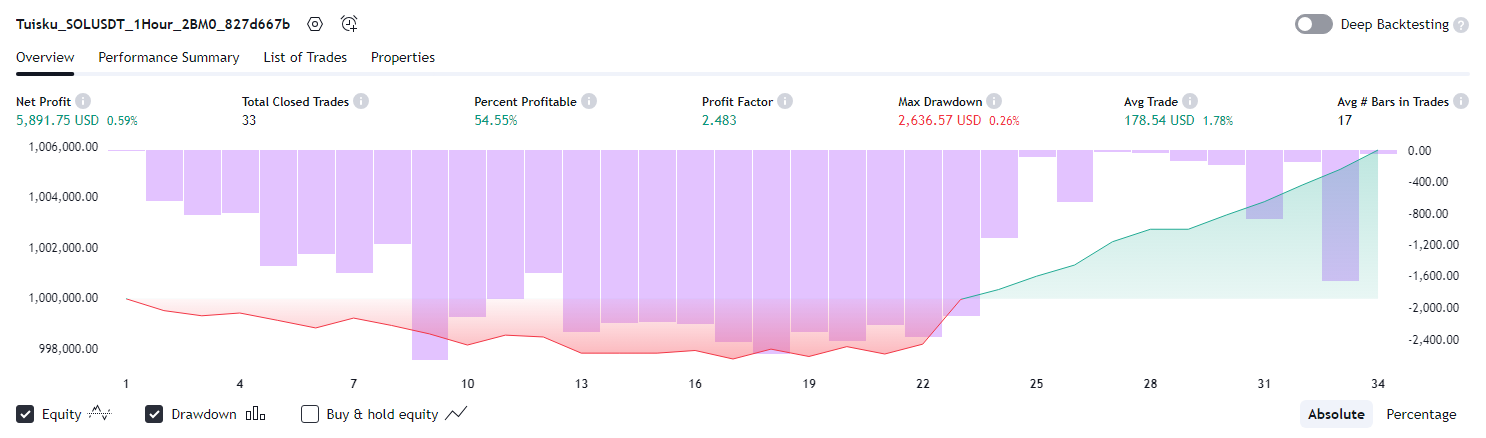 Tuisku_SOLUSDT_1Hour_2BM0_827d667b Deep Backtesting ?
Overview Performance Summary List of Trades Properties
Net Profit Total Closed Trades Percent Profitable Profit Factor Max Drawdown Avg Trade Avg # Bars in Trades
5,891.75 USD 0.59% 33 54.55% 2.483 2,636.57 USD 0.26% 178.54 USD 1.78% 17
1,006,000.00 0.00
-400.00
1,004,000.00 -800.00
1,002,000.00 -1,200.00
-1,600.00
1,000,000.00 -2,000.00
998,000.00 -2,400.00
1 4 7 10 13 16 19 22 25 28 31 34
Equity Drawdown Buy & hold equity Absolute Percentage